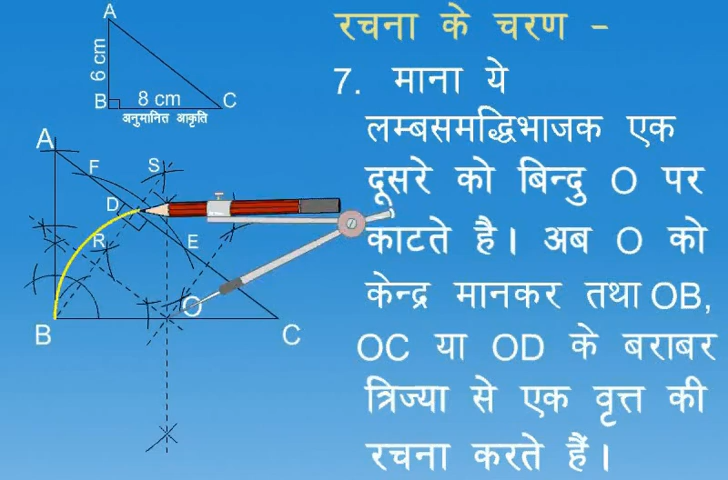 रचना के चरण -
7. माना ये
लम्बसमद्धिभाजक एक
दूसरे को बिन्दु O पर
काटते है। अब O को
केन्द्र मानकर तथा OB,
OC या OD के बराबर
त्रिज्या से एक वृत्त की
रचना करते हैं।
A
6 cm
B 8 cm C
अनुमानित आकृति
A
F S
D
R E
O
B C